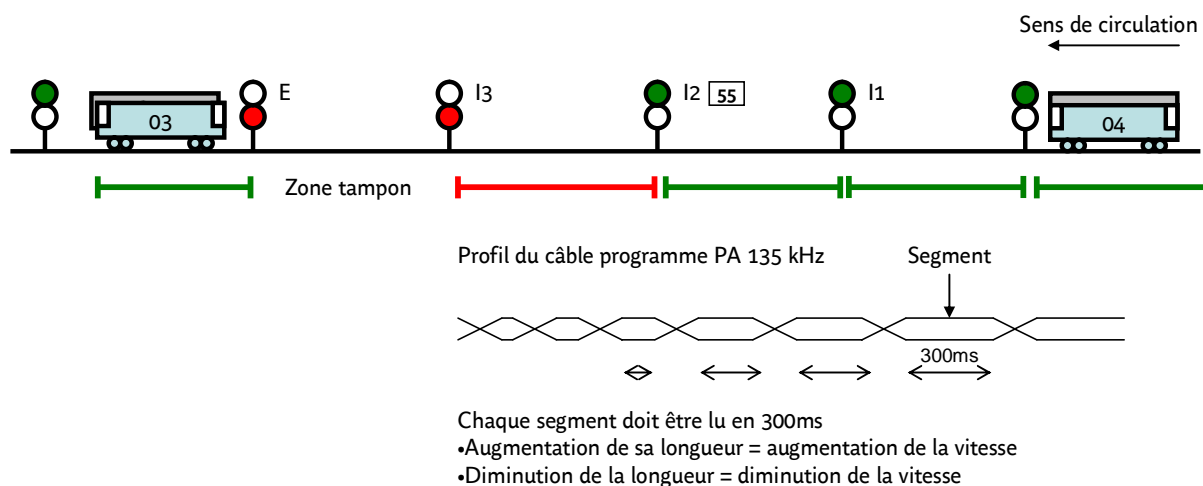 Sens de circulation
E
I3
I2 55
I1
03
04
Zone tampon
Profil du câble programme PA 135 kHz
Segment
300ms
Chaque segment doit être lu en 300ms
•Augmentation de sa longueur = augmentation de la vitesse
•Diminution de la longueur = diminution de la vitesse